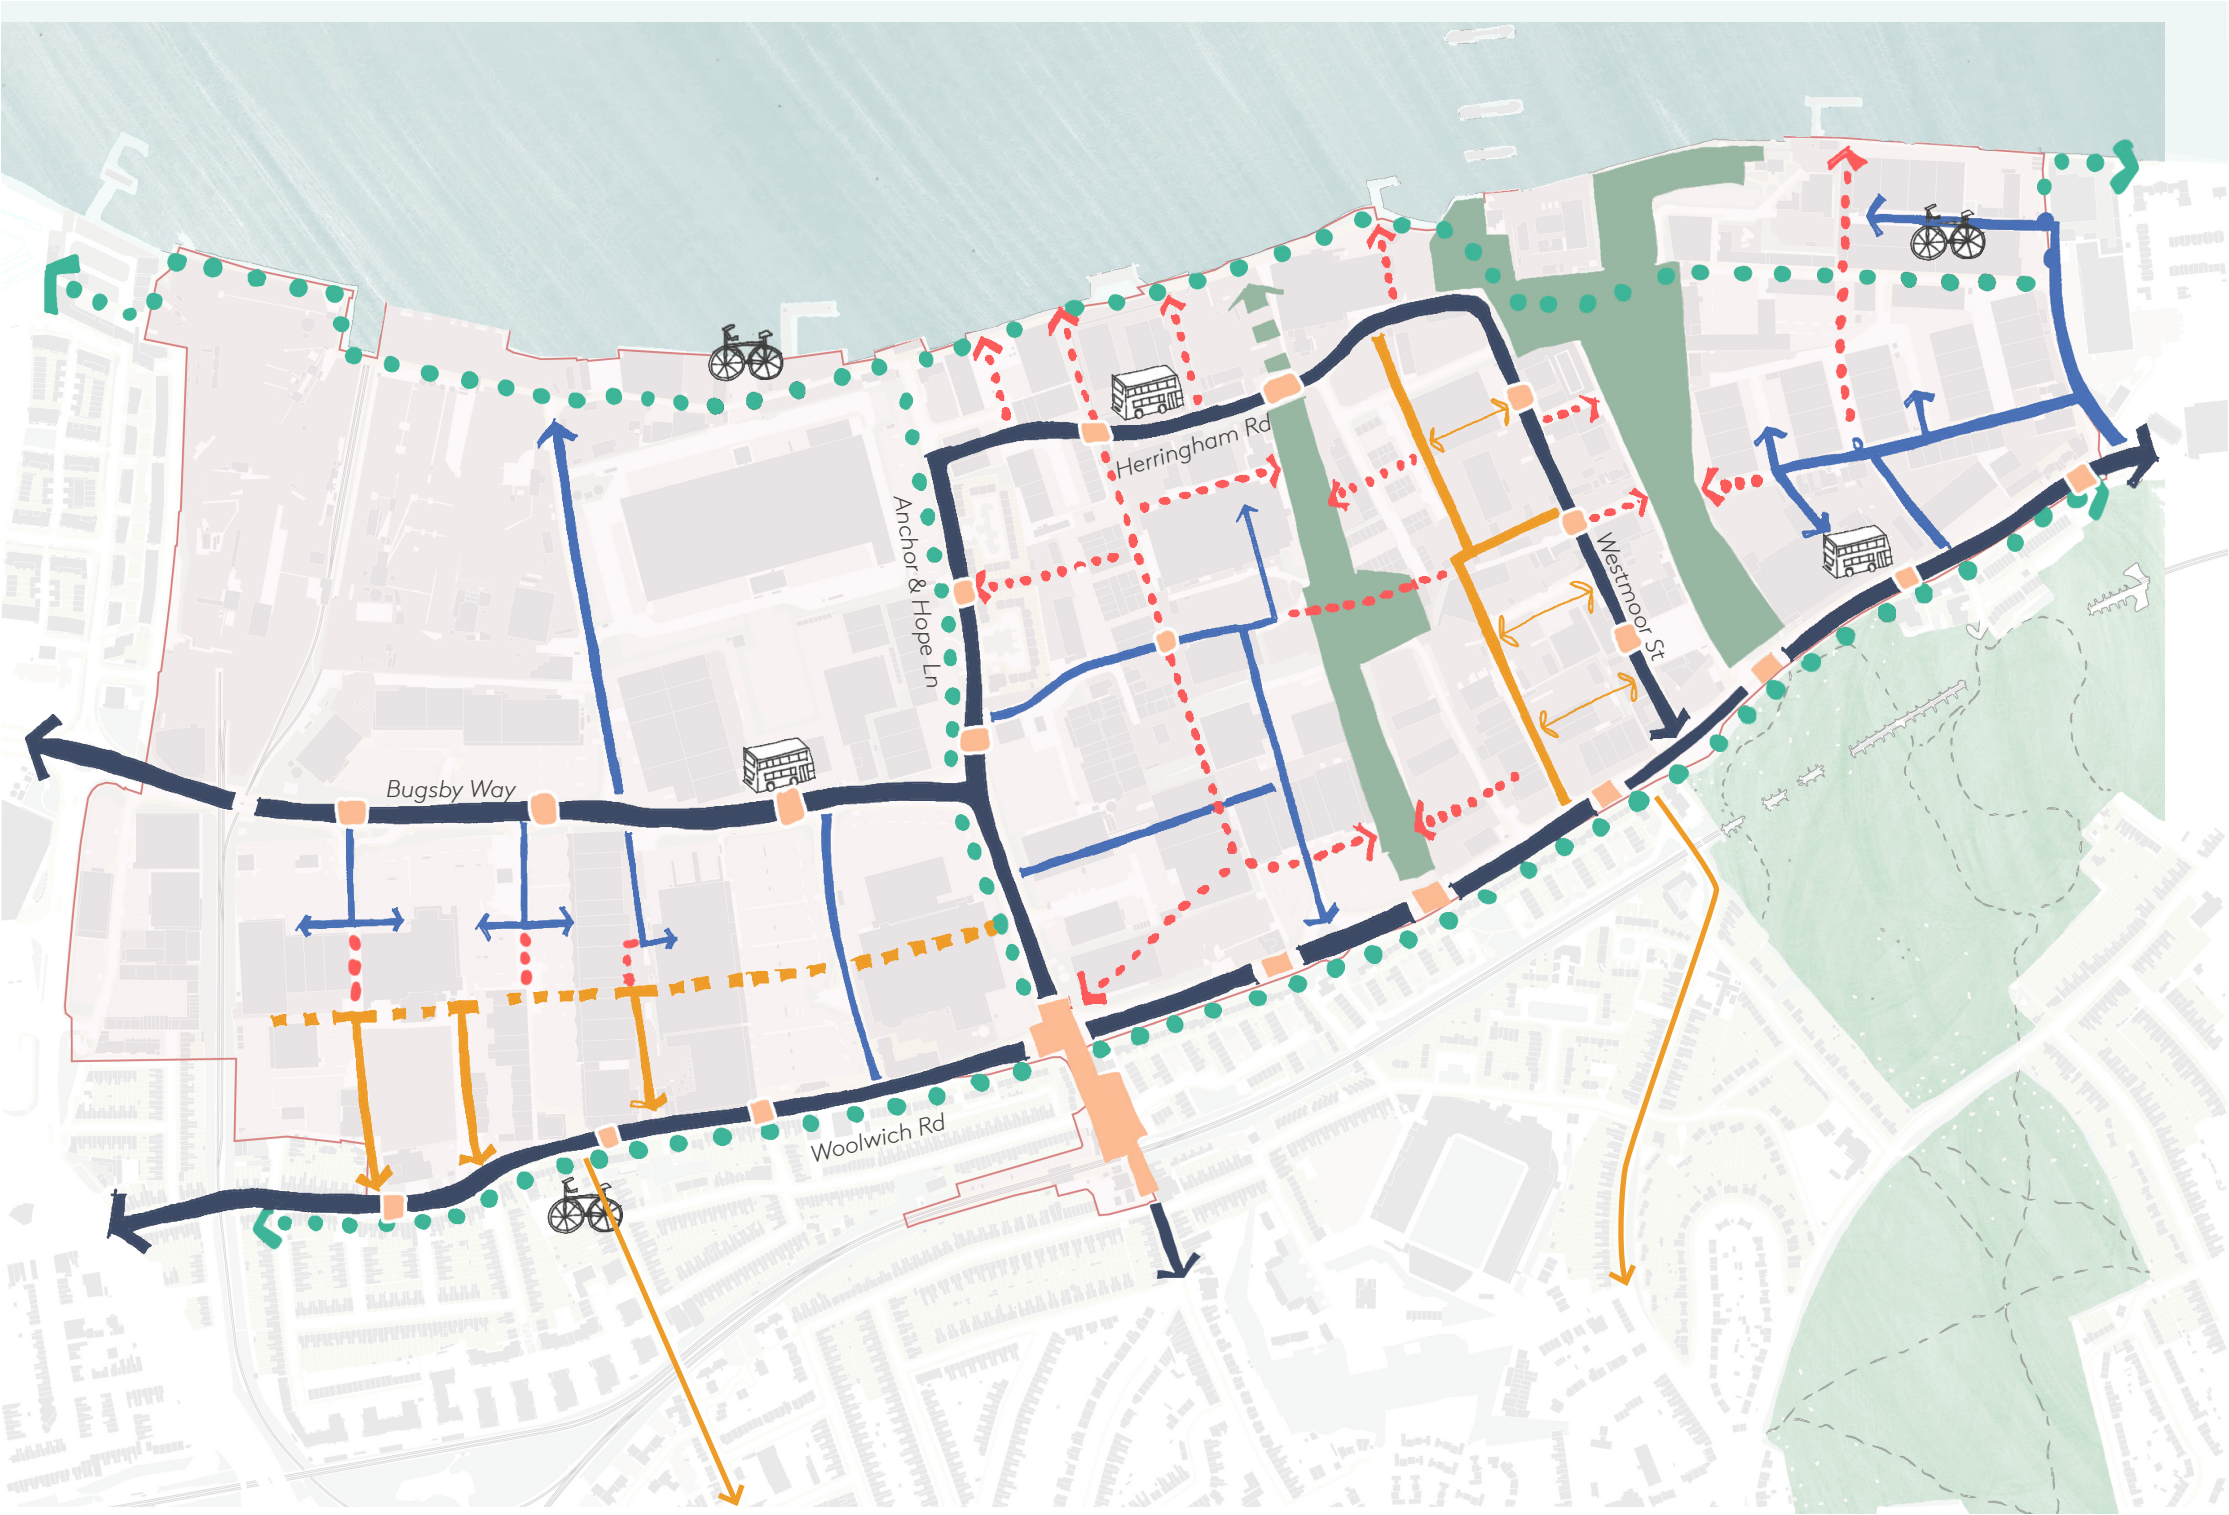 Herringham Rd
Anchor & Hope Ln
Westmoor St
Bugsby Way
Woolwich Rd